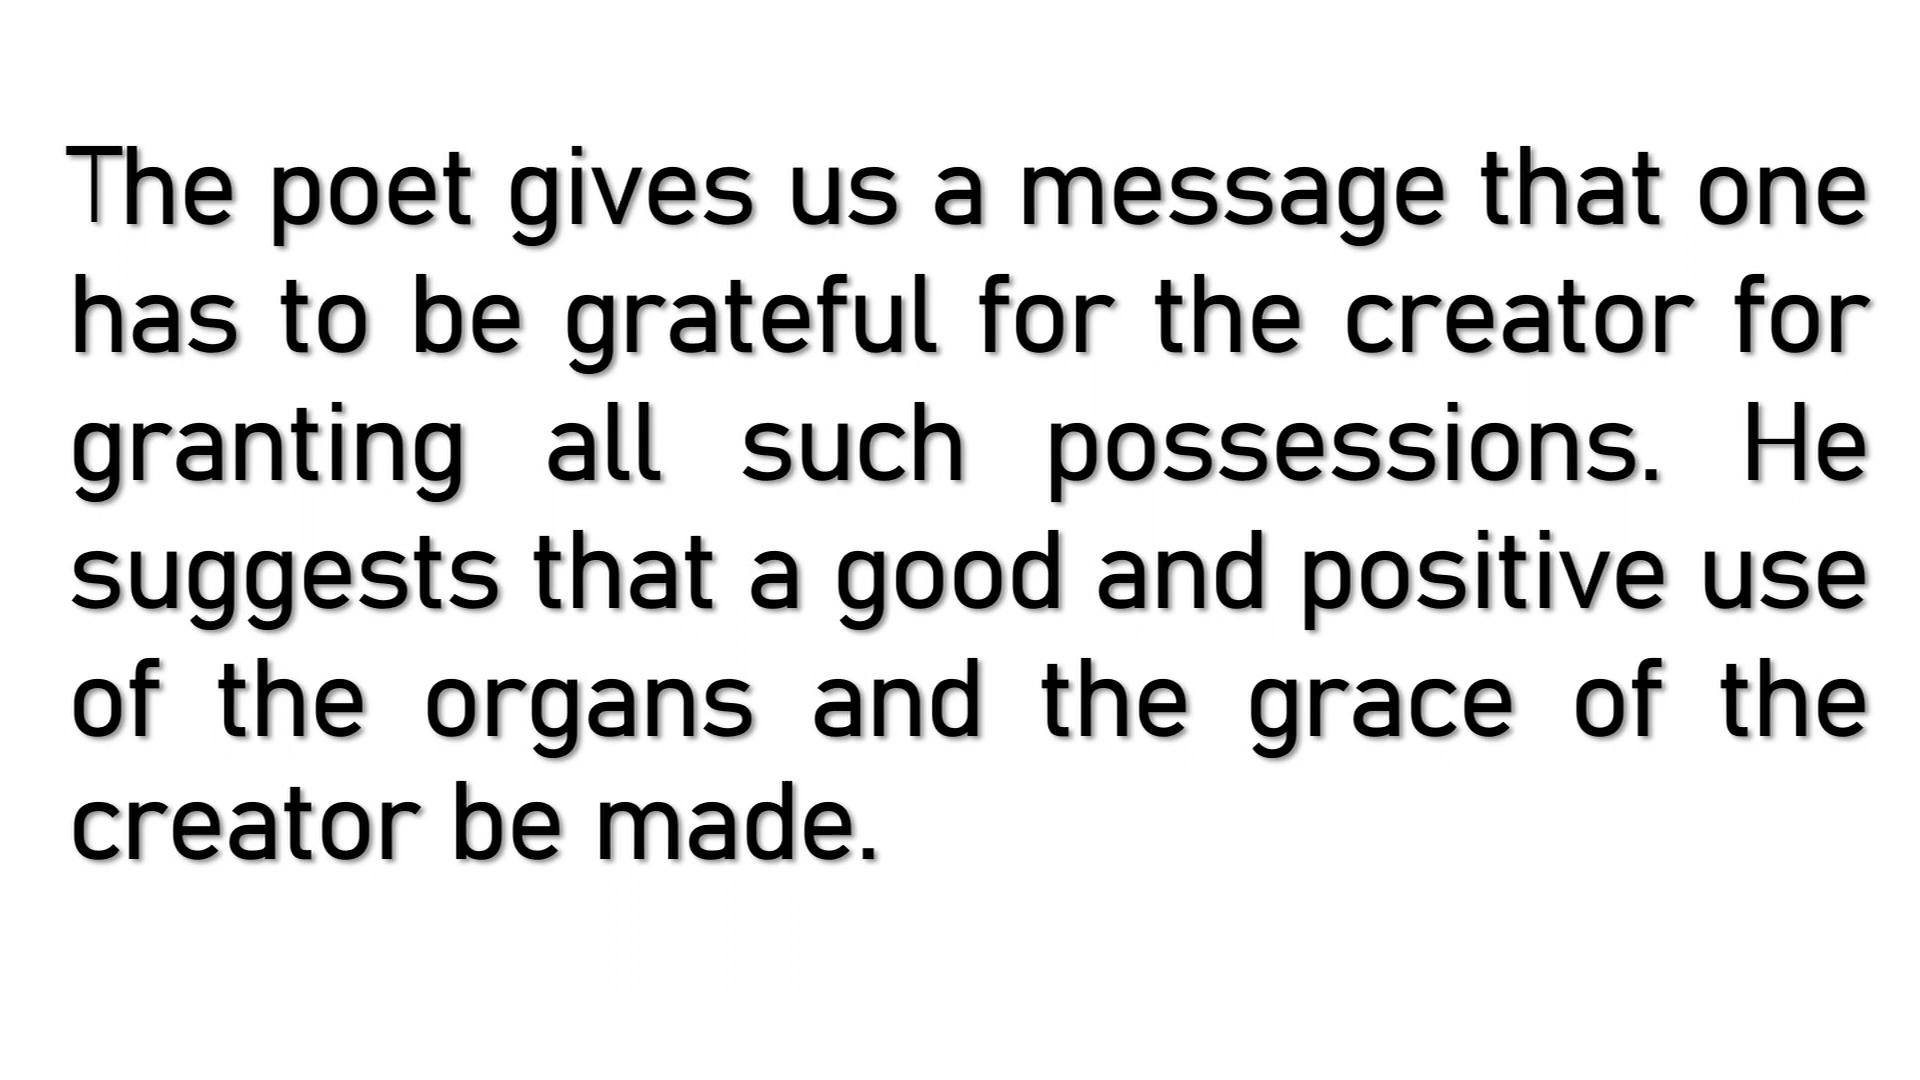 The poet gives us a message that one
has to be grateful for the creator for
granting all such possessions. He
suggests that a good and positive use
of the organs and the grace of the
creator be made.